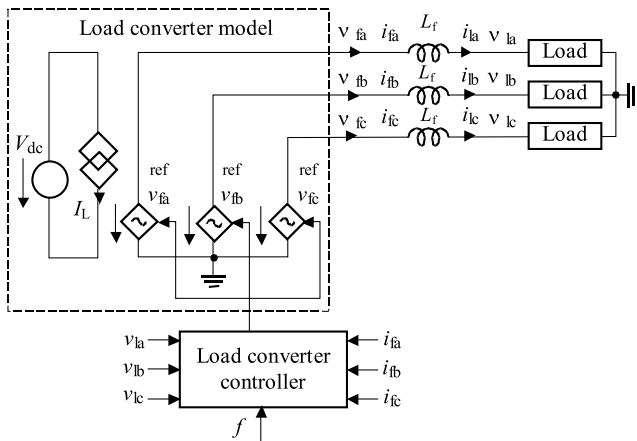 Load converter model
ν fa i fa L f i la ν la Load
ν fb i fb L f i lb ν lb Load
ν fc i fc L f i lc ν lc Load
V dc
I L
ref ref ref
v fa v fb v fc
v la
v lb
v lc
Load converter
controller
i fa
i fb
i fc
f